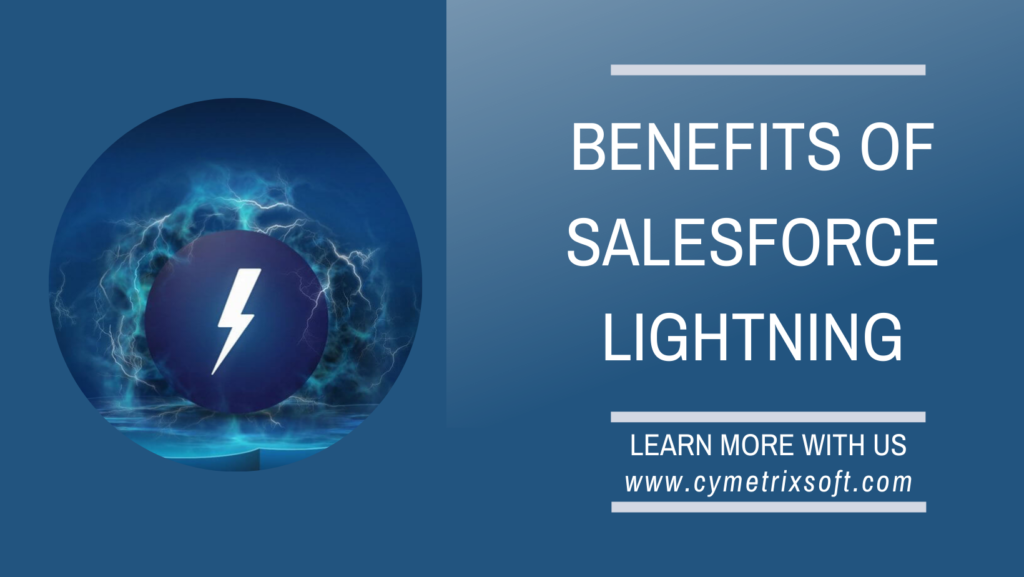 BENEFITS OF
SALESFORCE
LIGHTNING
LEARN MORE WITH US
www.cymetrixsoft.com